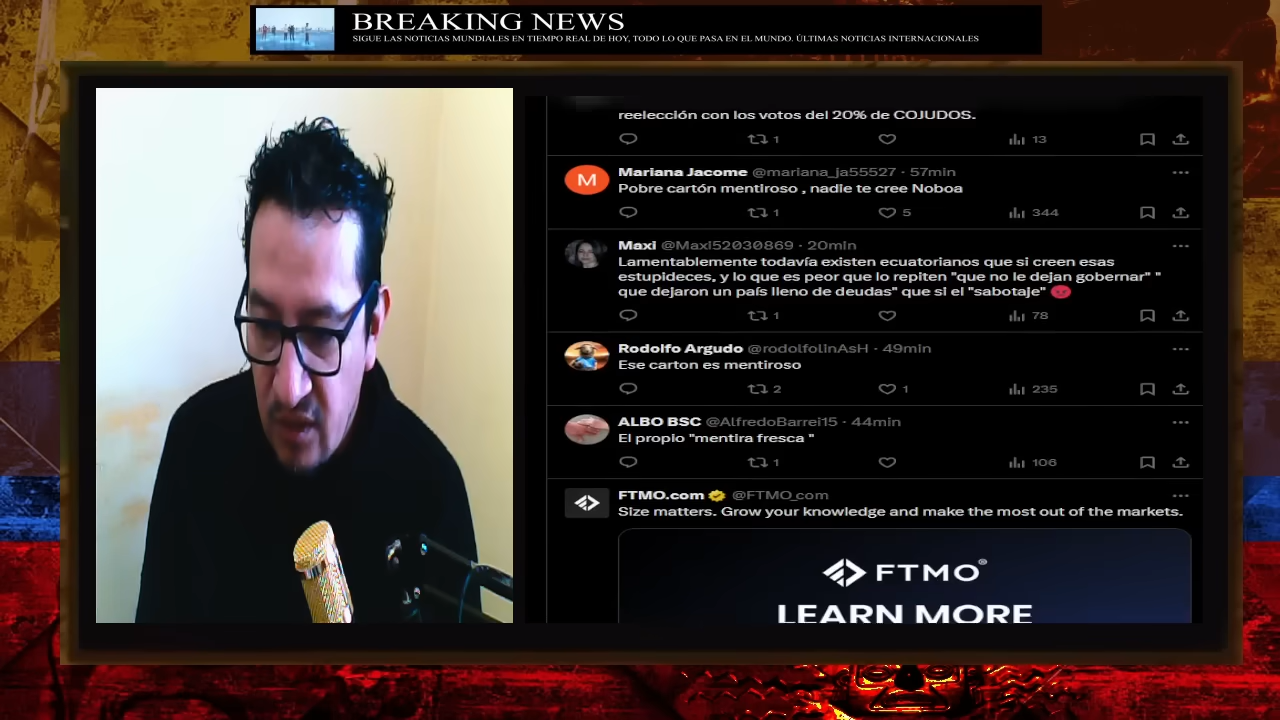 BREAKING NEWS
SIGUE LAS NOTICIAS MUNDIALES EN TIEMPO REAL DE HOY, TODO LO QUE PASA EN EL MUNDO. ÚLTIMAS NOTICIAS INTERNACIONALES
reelección con los votos del 20% de COJUDOS.
1 13
M
Mariana Jacome @mariana_ja55527 · 57min
Pobre cartón mentiroso , nadie te cree Noboa
1 5 344
Maxi @Maxi52030869 · 20min
Lamentablemente todavía existen ecuatorianos que si creen esas
estupideces, y lo que es peor que lo repiten "que no le dejan gobernar" "
que dejaron un país lleno de deudas" que si el "sabotaje" 😡
1 78
Rodolfo Argudo @rodolfolinAsH · 49min
Ese carton es mentiroso
2 1 235
ALBO BSC @AlfredoBarrei15 · 44min
El propio "mentira fresca "
1 106
FTMO.com @FTMO_com
Size matters. Grow your knowledge and make the most out of the markets.
FTMO®
LEARN MORE